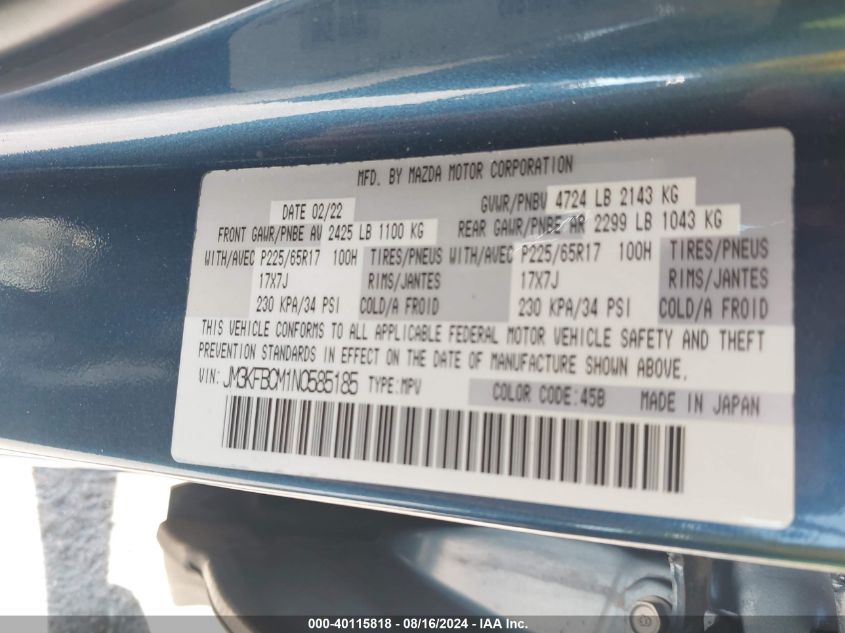 MFD. BY MAZDA MOTOR CORPORATION
DATE 02/22 GVWR/PNBV 4724 LB 2143 KG
FRONT GAWR/PNBE AV 2425 LB 1100 KG REAR GAWR/PNBE AR 2299 LB 1043 KG
WITH/AVEC P225/65R17 100H TIRES/PNEUS WITH/AVEC P225/65R17 100H TIRES/PNEUS
17X7J RIMS/JANTES 17X7J RIMS/JANTES
230 KPA/34 PSI COLD/A FROID 230 KPA/34 PSI COLD/A FROID
THIS VEHICLE CONFORMS TO ALL APPLICABLE FEDERAL MOTOR VEHICLE SAFETY AND THEFT
PREVENTION STANDARDS IN EFFECT ON THE DATE OF MANUFACTURE SHOWN ABOVE.
VIN: JM3KFBCM1N0585185 TYPE:MPV COLOR CODE:45B MADE IN JAPAN
000-40115818 - 08/16/2024 - IAA Inc.